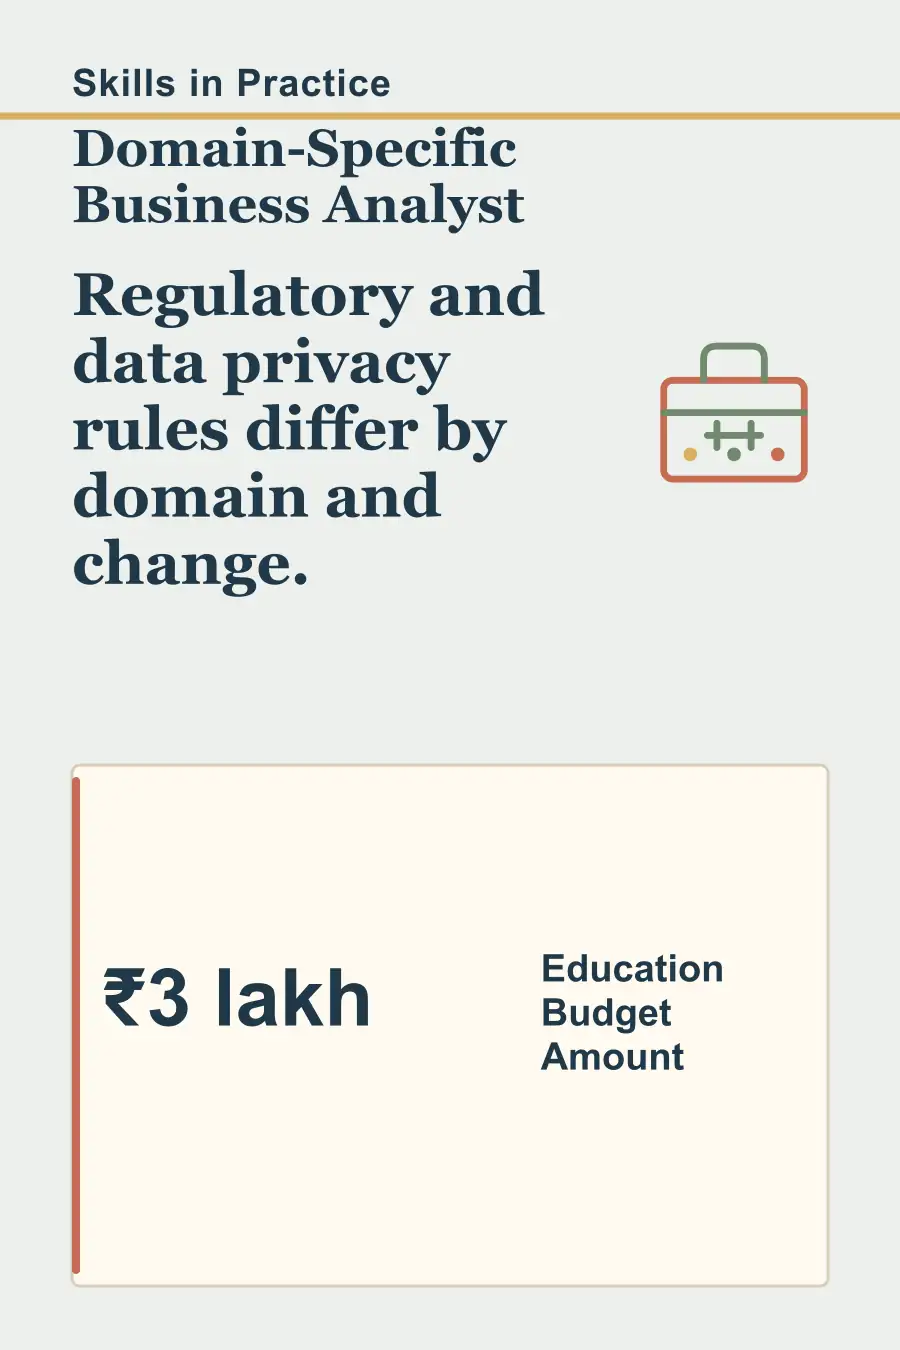 Skills in Practice
Domain-Specific
Business Analyst
Regulatory and
data privacy
rules differ by
domain and
change.
₹3 lakh
Education
Budget
Amount